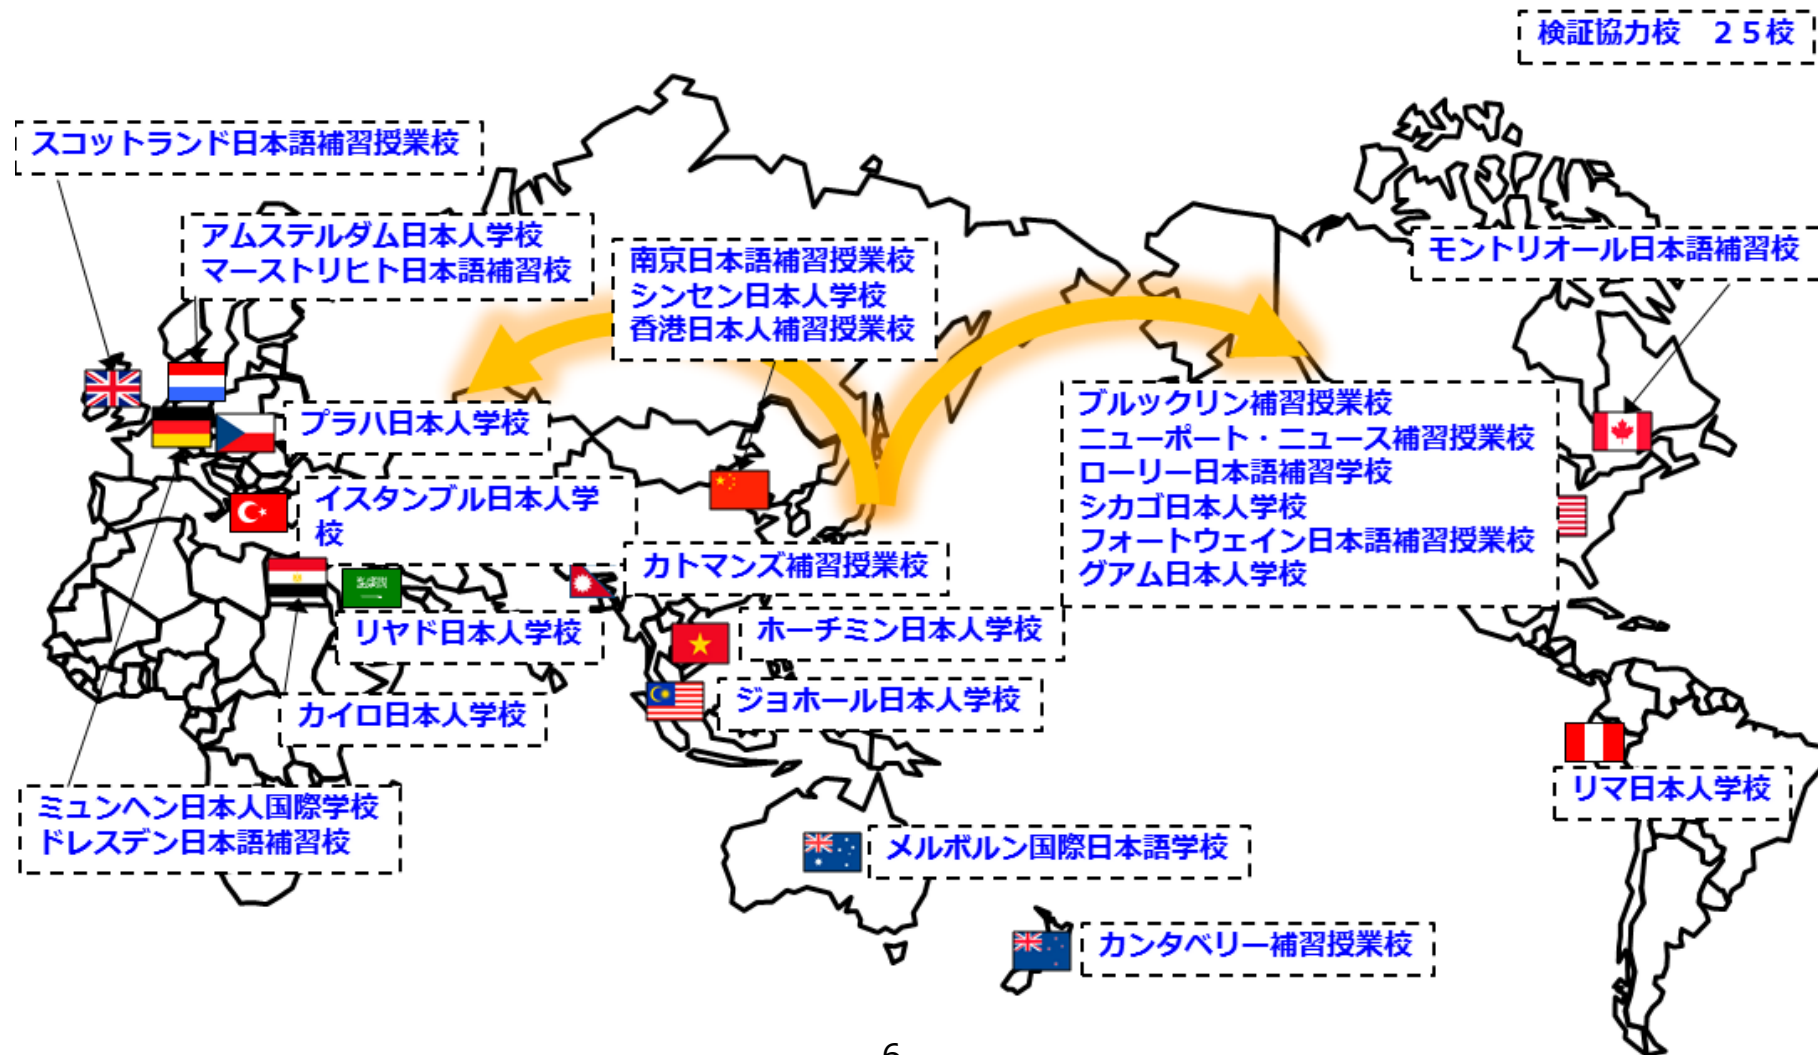 検証協力校　２５校
スコットランド日本語補習授業校
アムステルダム日本人学校
マーストリヒト日本語補習校
南京日本語補習授業校
シンセン日本人学校
香港日本人補習授業校
モントリオール日本語補習校
プラハ日本人学校
ブルックリン補習授業校
ニューポート・ニュース補習授業校
ローリー日本語補習学校
シカゴ日本人学校
フォートウェイン日本語補習授業校
グアム日本人学校
イスタンブル日本人学
校
カトマンズ補習授業校
リヤド日本人学校
ホーチミン日本人学校
カイロ日本人学校
ジョホール日本人学校
ミュンヘン日本人国際学校
ドレスデン日本語補習校
リマ日本人学校
メルボルン国際日本語学校
カンタベリー補習授業校
6